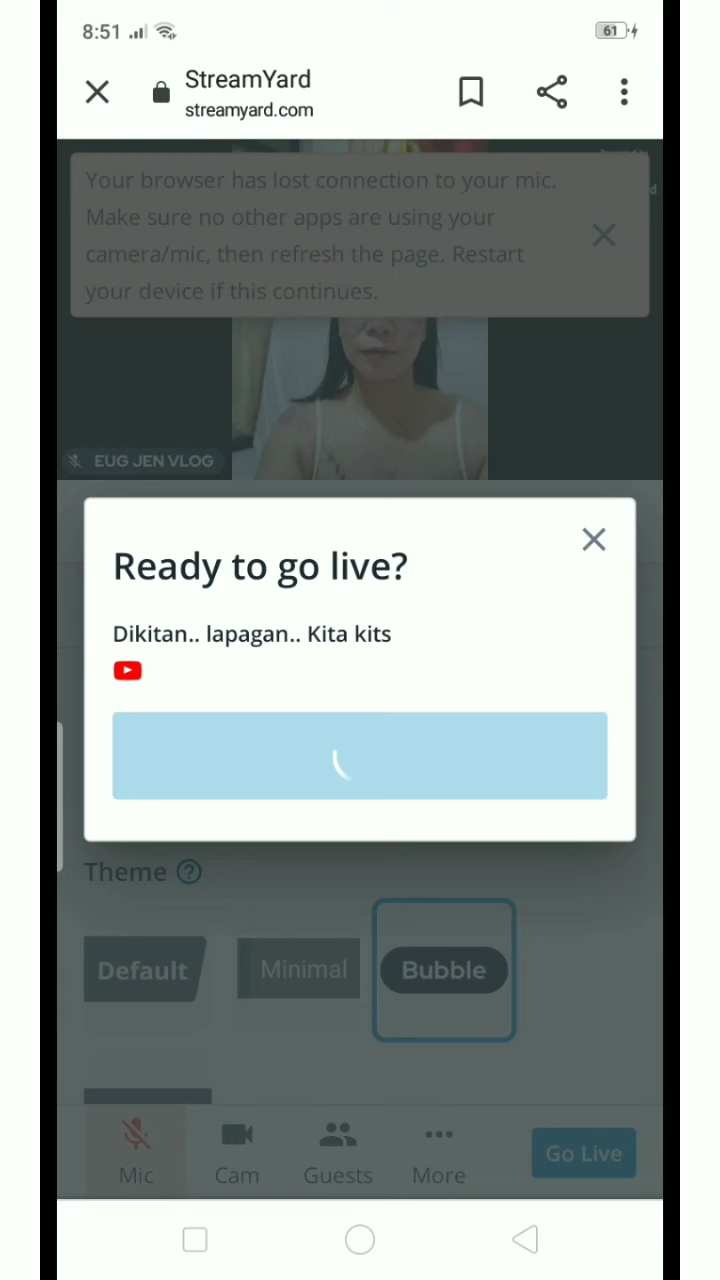 8:51
61
StreamYard
streamyard.com
Your browser has lost connection to your mic.
Make sure no other apps are using your
camera/mic, then refresh the page. Restart
your device if this continues.
EUG JEN VLOG
Ready to go live?
Dikitan.. lapagan.. Kita kits
Theme ?
Default
Minimal
Bubble
Mic
Cam
Guests
More
Go Live